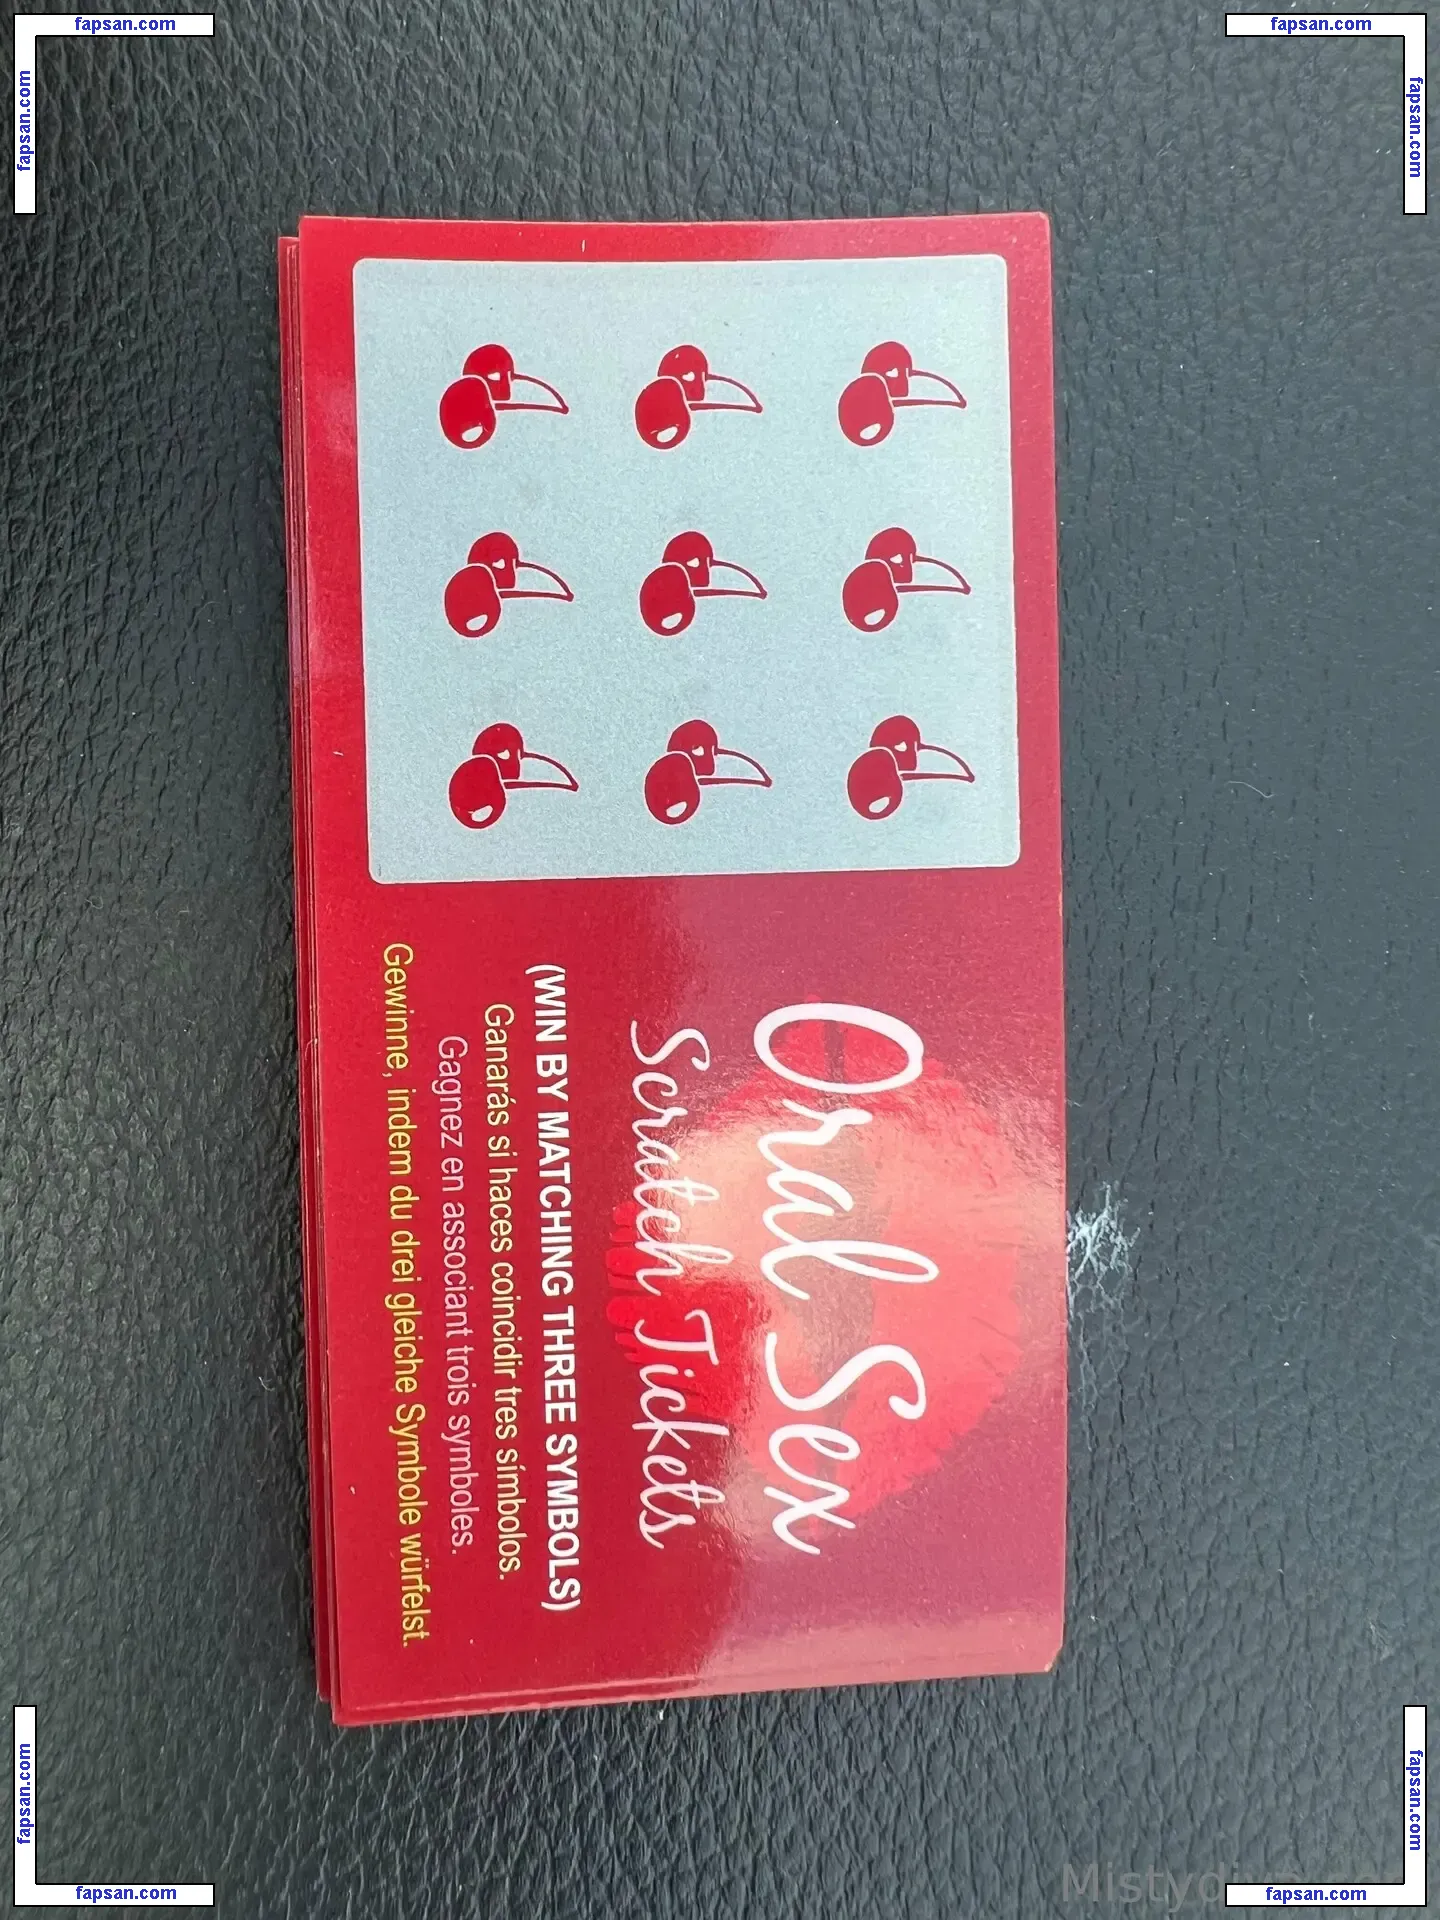 fapsan.com
fapsan.com
fapsan.com
fapsan.com
Oral Sex
Scratch Tickets
(WIN BY MATCHING THREE SYMBOLS)
Ganarás si haces coincidir tres símbolos.
Gagnez en associant trois symboles.
Gewinne, indem du drei gleiche Symbole würfelst.
fapsan.com
fapsan.com
fapsan.com
fapsan.com